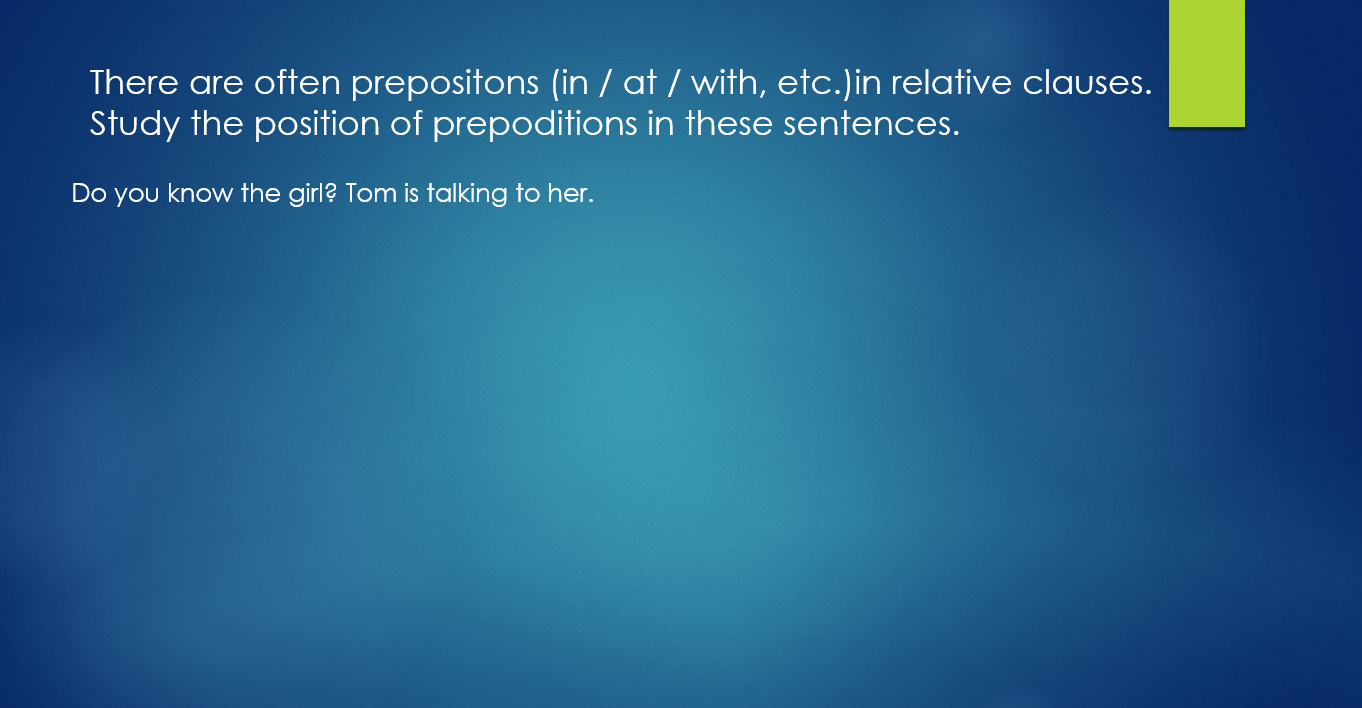 There are often prepositons (in / at / with, etc.)in relative clauses.
Study the position of prepoditions in these sentences.
Do you know the girl? Tom is talking to her.